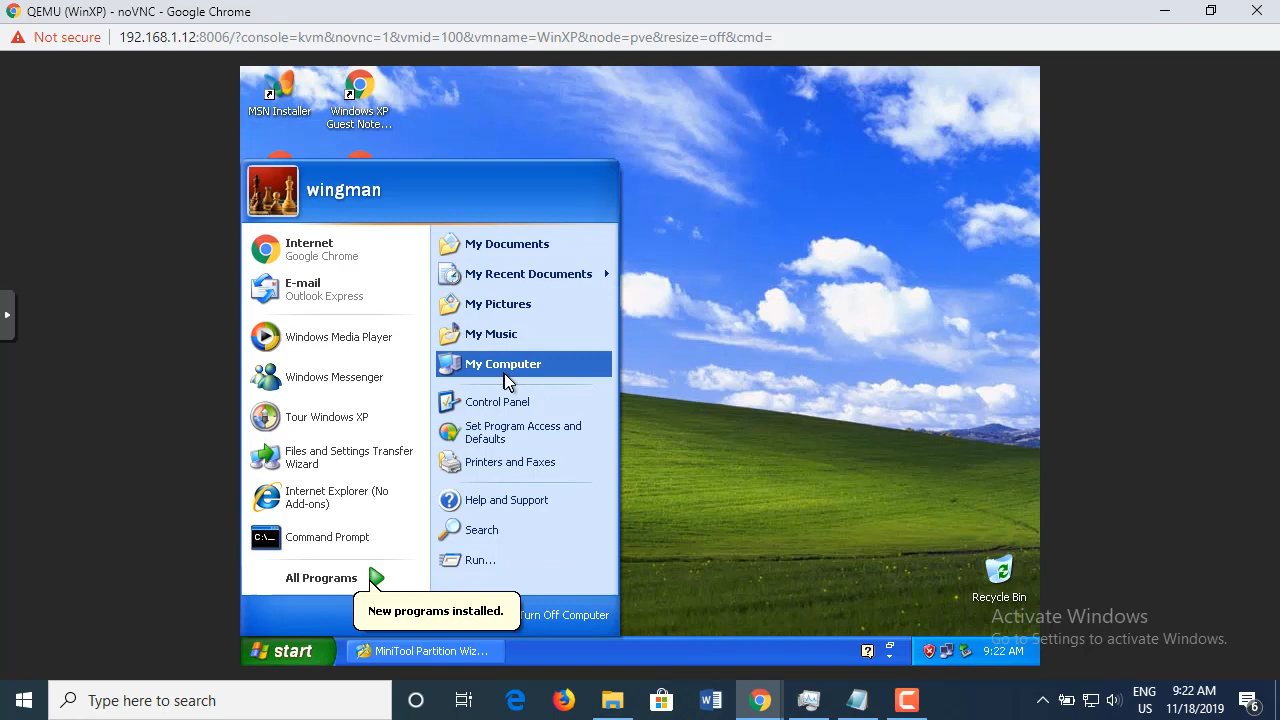 QEMU (WinXP) - noVNC - Google Chrome
Not secure
192.168.1.12:8006/?console=kvm&novnc=1&vmid=100&vmname=WinXP&node=pve&resize=off&cmd=
MSN Installer
Windows XP
Guest Note...
wingman
Internet
Google Chrome
E-mail
Outlook Express
Windows Media Player
Windows Messenger
Tour Windows XP
Files and Settings Transfer
Wizard
Internet Explorer (No
Add-ons)
C:\_
Command Prompt
All Programs
New programs installed.
My Documents
My Recent Documents
My Pictures
My Music
My Computer
Control Panel
Set Program Access and
Defaults
Printers and Faxes
Help and Support
Search
Run...
Turn Off Computer
Recycle Bin
Activate Windows
Go to Settings to activate Windows.
start
MiniTool Partition Wiz...
9:22 AM
Type here to search
ENG
US
9:22 AM
11/18/2019
6